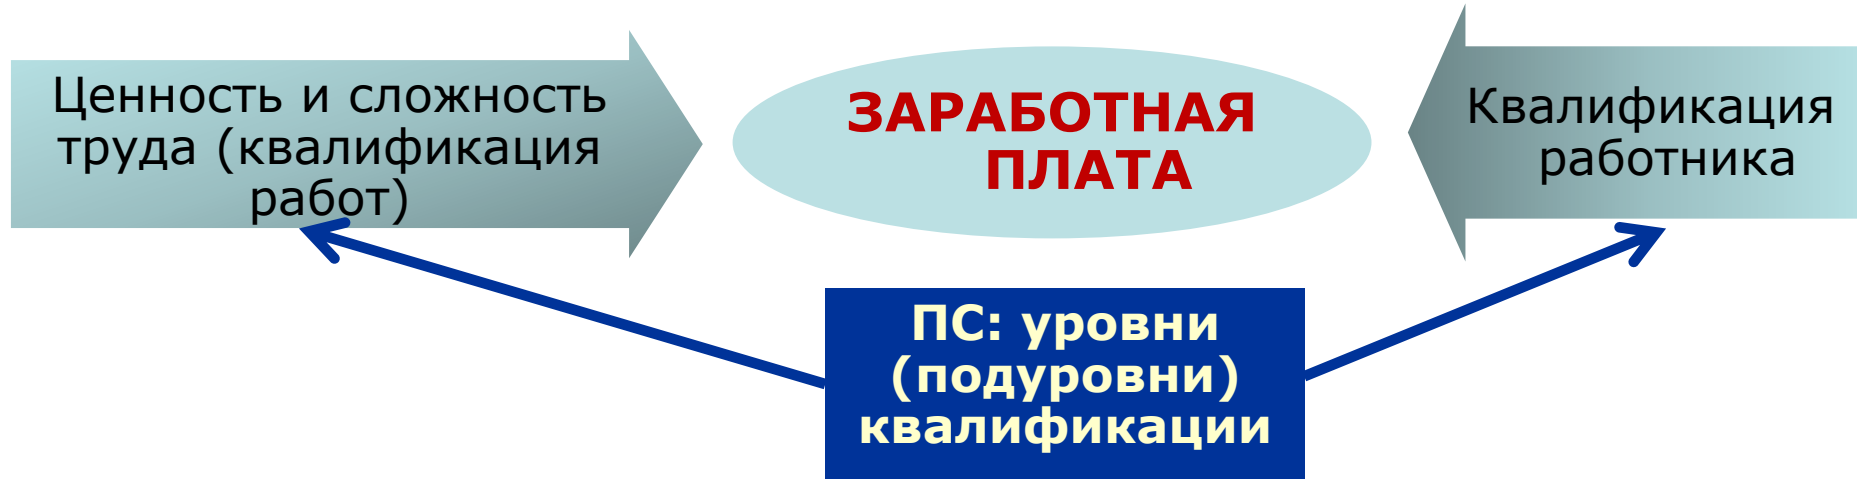 Ценность и сложность
труда (квалификация
работ)
ЗАРАБОТНАЯ
ПЛАТА
Квалификация
работника
ПС: уровни
(подуровни)
квалификации